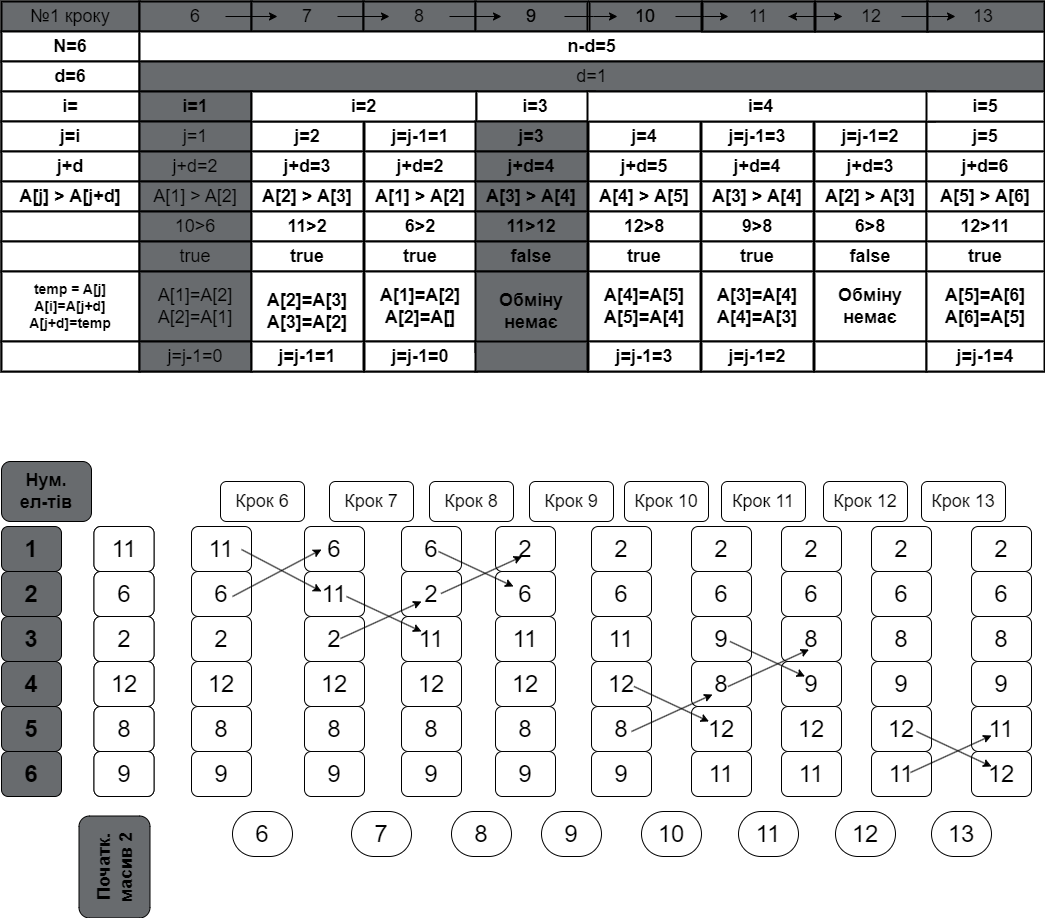 №1 кроку 6 7 8 9 10 11 12 13
N=6 n-d=5
d=6 d=1
i= i=1 i=2 i=3 i=4 i=5
j=i j=1 j=2 j=j-1=1 j=3 j=4 j=j-1=3 j=j-1=2 j=5
j+d j+d=2 j+d=3 j+d=2 j+d=4 j+d=5 j+d=4 j+d=3 j+d=6
A[j] > A[j+d] A[1] > A[2] A[2] > A[3] A[1] > A[2] A[3] > A[4] A[4] > A[5] A[3] > A[4] A[2] > A[3] A[5] > A[6]
10>6 11>2 6>2 11>12 12>8 9>8 6>8 12>11
true true true false true true false true
temp = A[j]
A[i]=A[j+d]
A[j+d]=temp
A[1]=A[2]
A[2]=A[1]
A[2]=A[3]
A[3]=A[2]
A[1]=A[2]
A[2]=A[]
Обміну
немає
A[4]=A[5]
A[5]=A[4]
A[3]=A[4]
A[4]=A[3]
Обміну
немає
A[5]=A[6]
A[6]=A[5]
j=j-1=0 j=j-1=1 j=j-1=0 j=j-1=3 j=j-1=2 j=j-1=4
Нум.
ел-тів
Крок 6 Крок 7 Крок 8 Крок 9 Крок 10 Крок 11 Крок 12 Крок 13
1 11 11 6 6 2 2 2 2 2 2
2 6 6 11 2 6 6 6 6 6 6
3 2 2 2 11 11 11 9 8 8 8
4 12 12 12 12 12 12 8 9 9 9
5 8 8 8 8 8 8 12 12 12 11
6 9 9 9 9 9 9 11 11 11 12
Початк.
масив 2
6 7 8 9 10 11 12 13